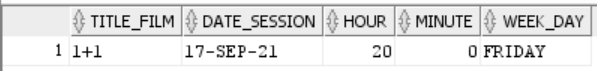 TITLE_FILM DATE_SESSION HOUR MINUTE WEEK_DAY
1 1+1 17-SEP-21 20 0 FRIDAY